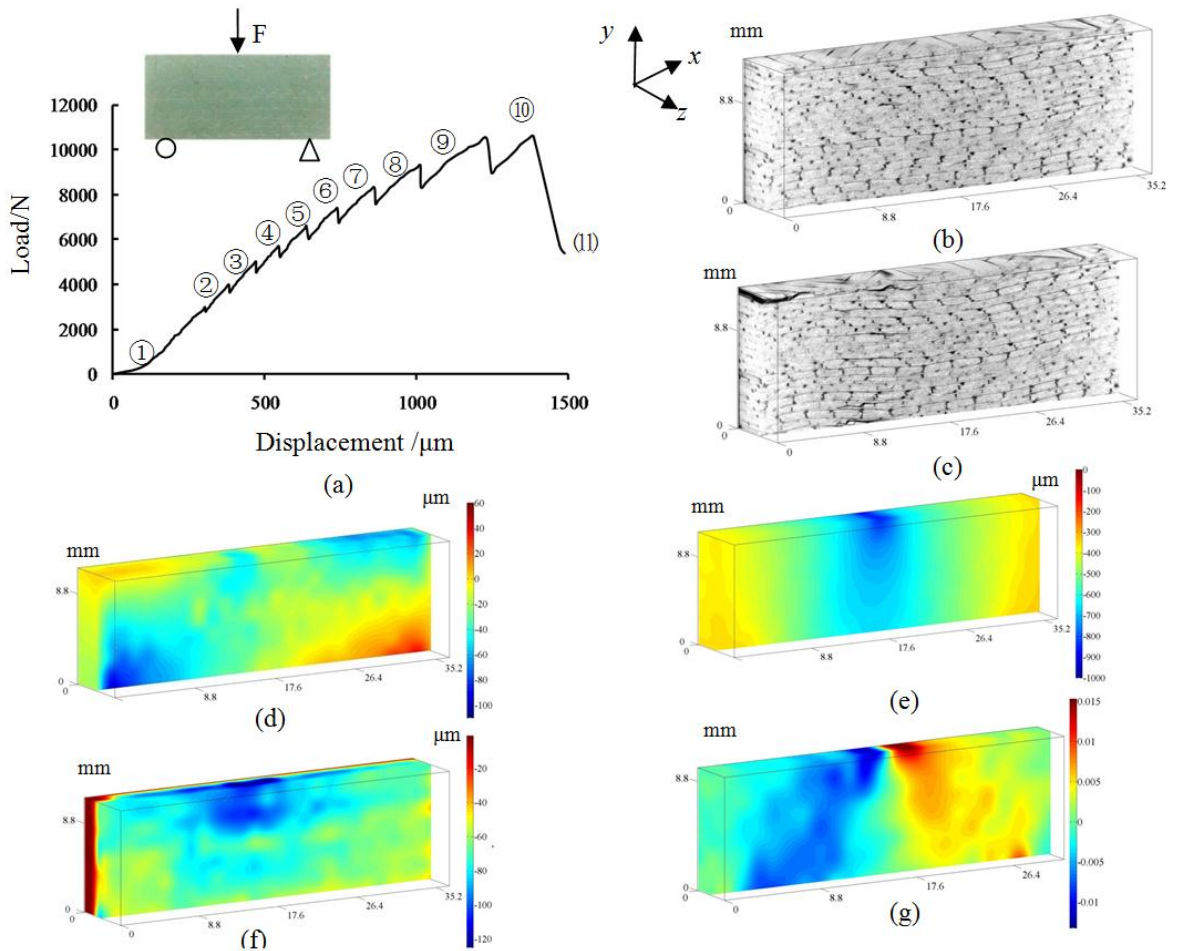 F
Load/N
12000
10000
8000
6000
4000
2000
0
① ② ③ ④ ⑤ ⑥ ⑦ ⑧ ⑨ ⑩ ⑾
0 500 1000 1500
Displacement /μm
(a)
y
x
z
mm
8.8
0
0 8.8 17.6 26.4 35.2
(b)
mm
8.8
0
0 8.8 17.6 26.4 35.2
(c)
μm
mm
8.8
0
8.8 17.6 26.4 35.2
60
40
20
0
-20
-40
-60
-80
-100
(d)
μm
mm
8.8
0
8.8 17.6 26.4 35.2
0
-100
-200
-300
-400
-500
-600
-700
-800
-900
-1000
(e)
μm
mm
8.8
0
0 8.8 17.6 26.4 35.2
-20
-40
-60
-80
-100
-120
(f)
mm
8.8
0
0 8.8 17.6 26.4
0.015
0.01
0.005
0
-0.005
-0.01
(g)